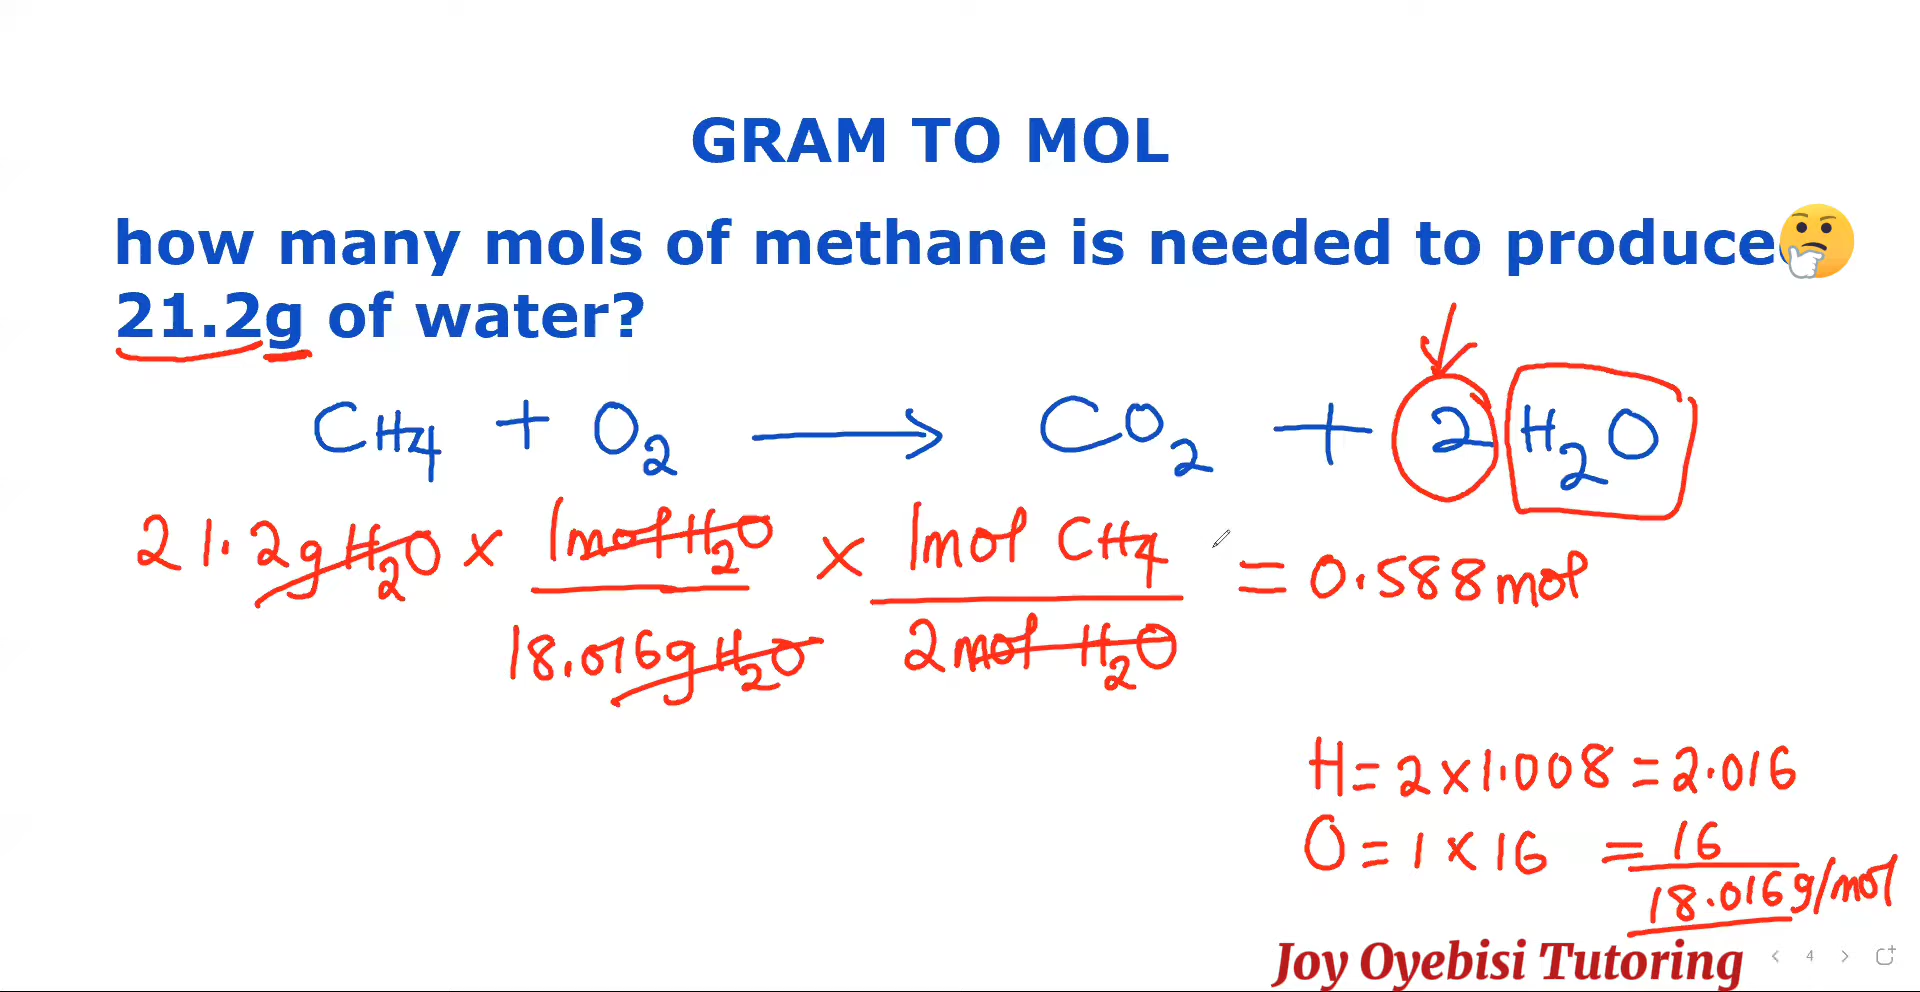 GRAM TO MOL
how many mols of methane is needed to produce🤔
21.2g of water?
CH₄ + O₂ → CO₂ + 2 H₂O
21.2g H₂O × 1mol H₂O / 18.016g H₂O × 1mol CH₄ / 2mol H₂O = 0.588mol
H = 2 × 1.008 = 2.016
O = 1 × 16 = 16
18.016g/mol
Joy Oyebisi Tutoring
< 4 >